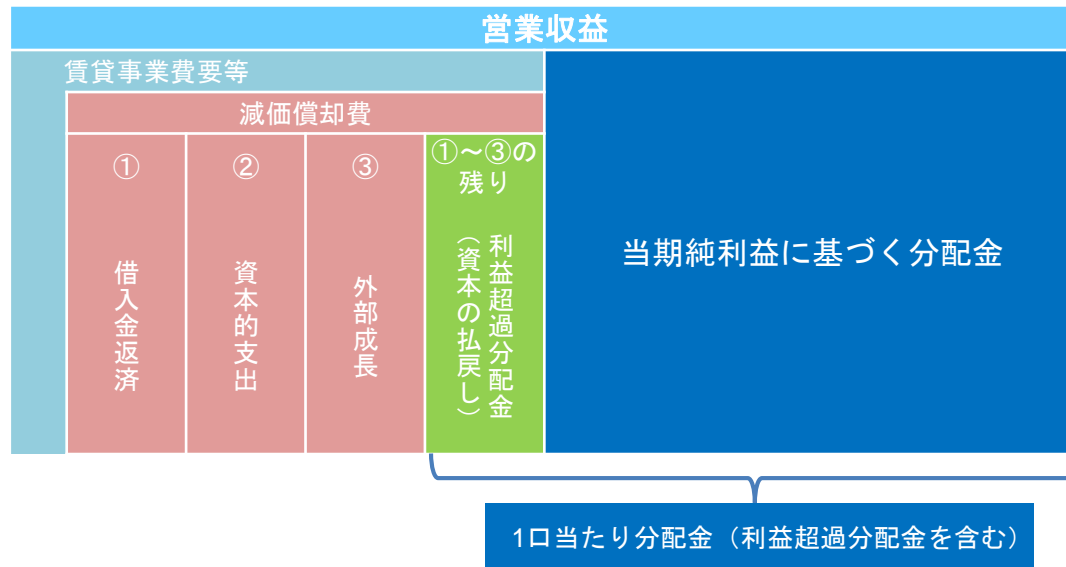 営業収益
賃貸事業費要等
減価償却費
①
借入金返済
②
資本的支出
③
外部成長
①～③の
残り
利益超過分配金
（資本の払戻し）
当期純利益に基づく分配金
1口当たり分配金（利益超過分配金を含む）